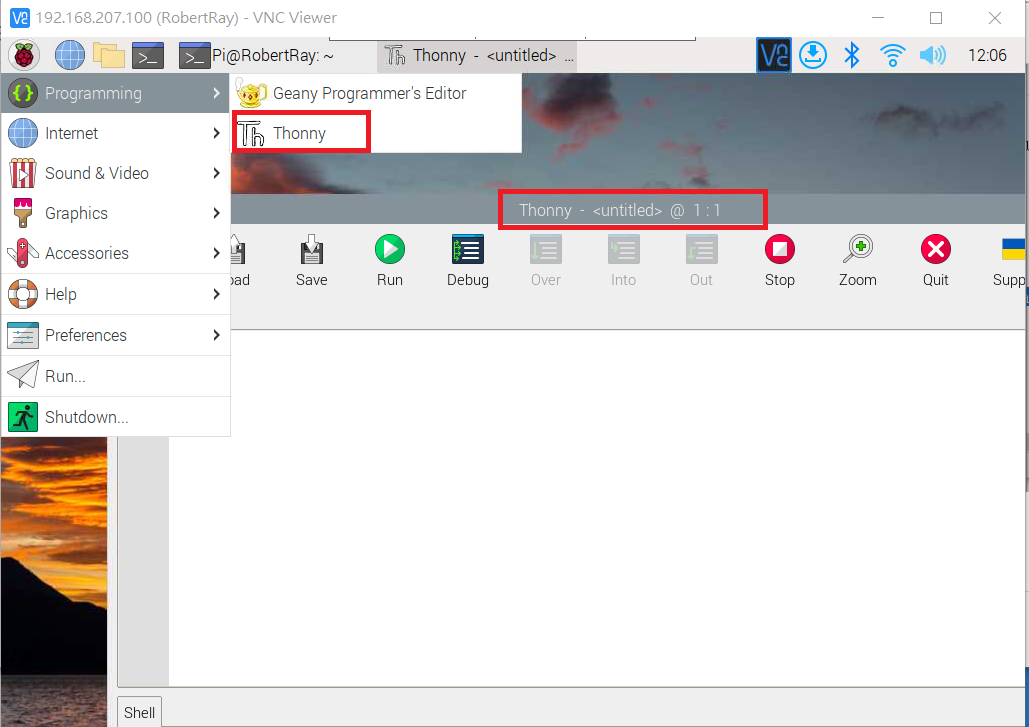 192.168.207.100 (RobertRay) - VNC Viewer
Pi@RobertRay: ~
Thonny - <untitled> ...
12:06
Programming
Geany Programmer's Editor
Internet
Thonny
Sound & Video
Graphics
Thonny - <untitled> @ 1 : 1
Accessories
oad
Save
Run
Debug
Over
Into
Out
Stop
Zoom
Quit
Supp
Help
Preferences
Run...
Shutdown...
Shell